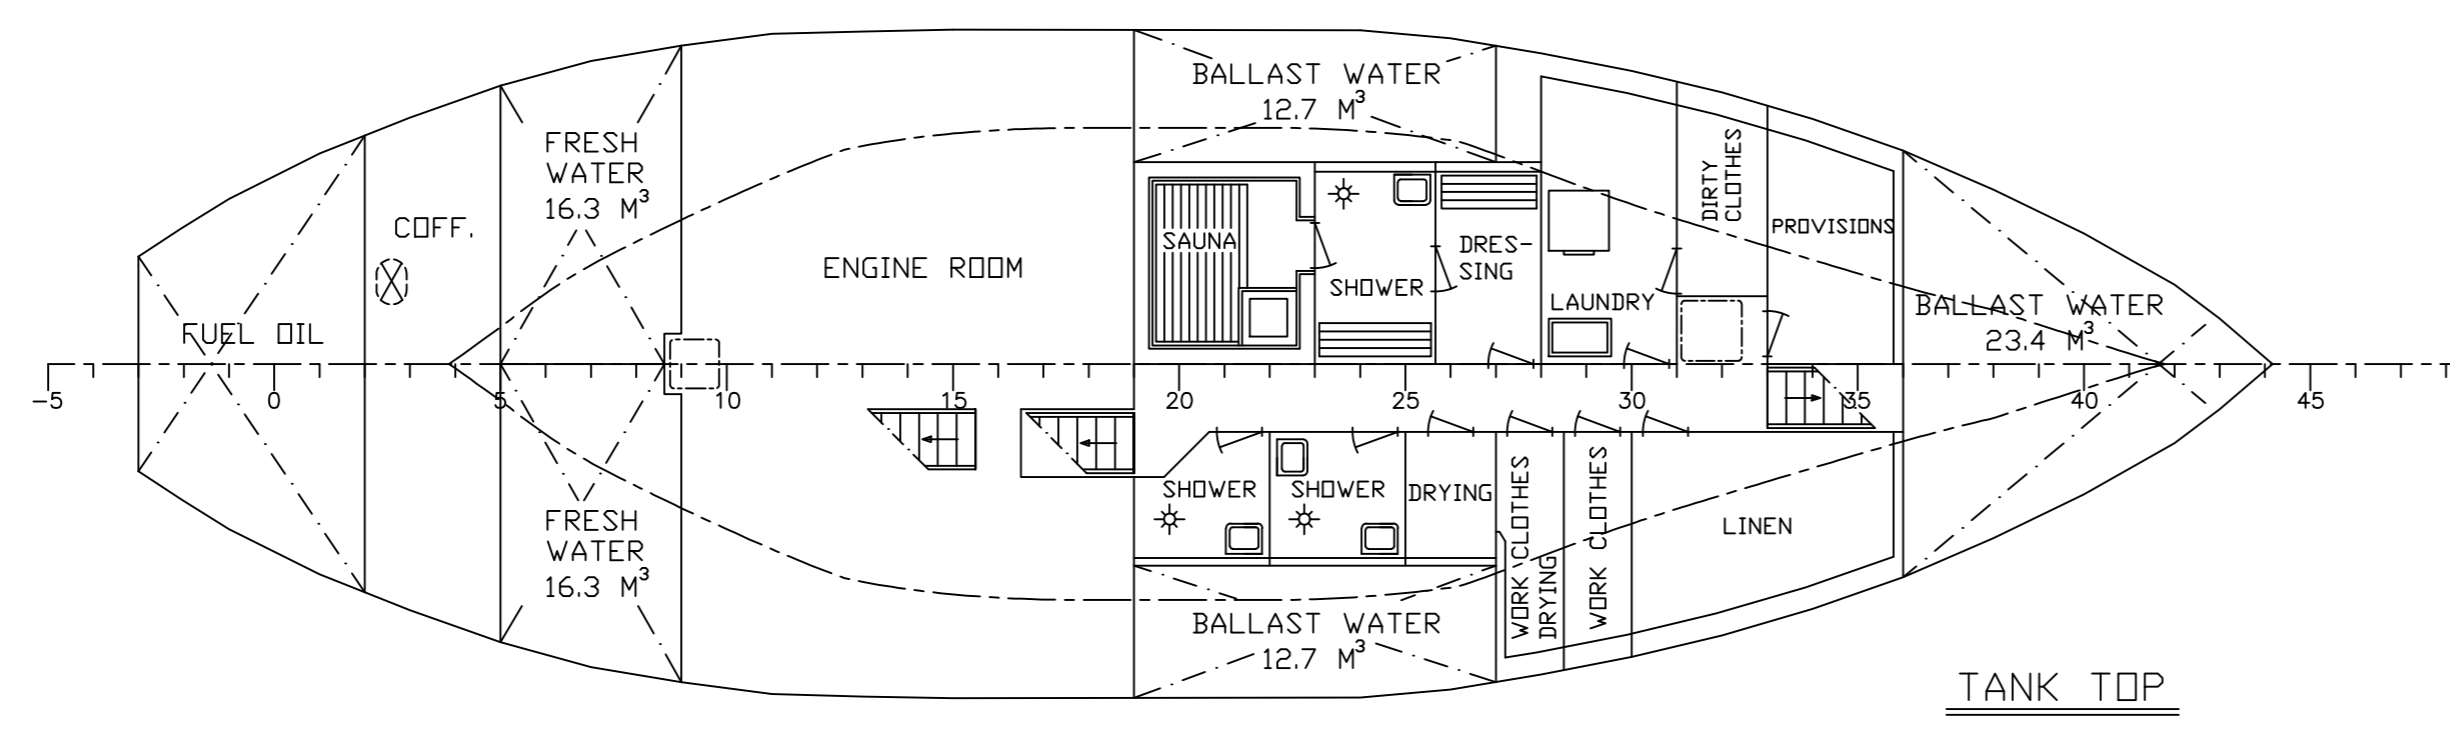 BALLAST WATER
12.7 M³
FRESH
WATER
16.3 M³
COFF.
FUEL OIL
ENGINE ROOM
SAUNA
SHOWER
DRES-
SING
LAUNDRY
DIRTY
CLOTHES
PROVISIONS
BALLAST WATER
23.4 M³
-5 0 5 10 15 20 25 30 35 40 45
FRESH
WATER
16.3 M³
SHOWER
SHOWER
DRYING
WORK CLOTHES
DRYING
WORK CLOTHES
LINEN
BALLAST WATER
12.7 M³
TANK TOP